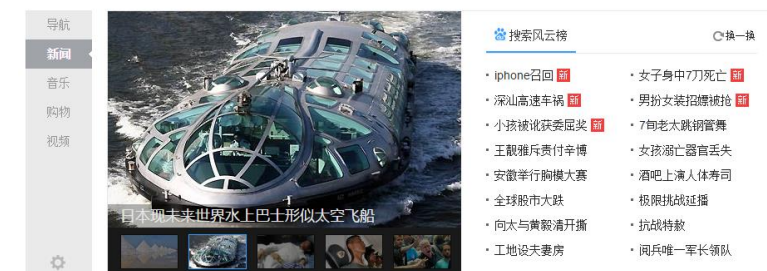 导航
新闻
音乐
购物
视频
日本现未来世界水上巴士形似太空飞船
搜索风云榜
换一换
iphone召回 新
女子身中7刀死亡 新
深汕高速车祸 新
男扮女装招嫖被抢 新
小孩被讹获委屈奖 新
7旬老太跳钢管舞
王靓雅斥责付辛博
女孩溺亡器官丢失
安徽举行胸模大赛
酒吧上演人体寿司
全球股市大跌
极限挑战延播
向太与黄毅清开撕
抗战特赦
工地设夫妻房
阅兵唯一军长领队